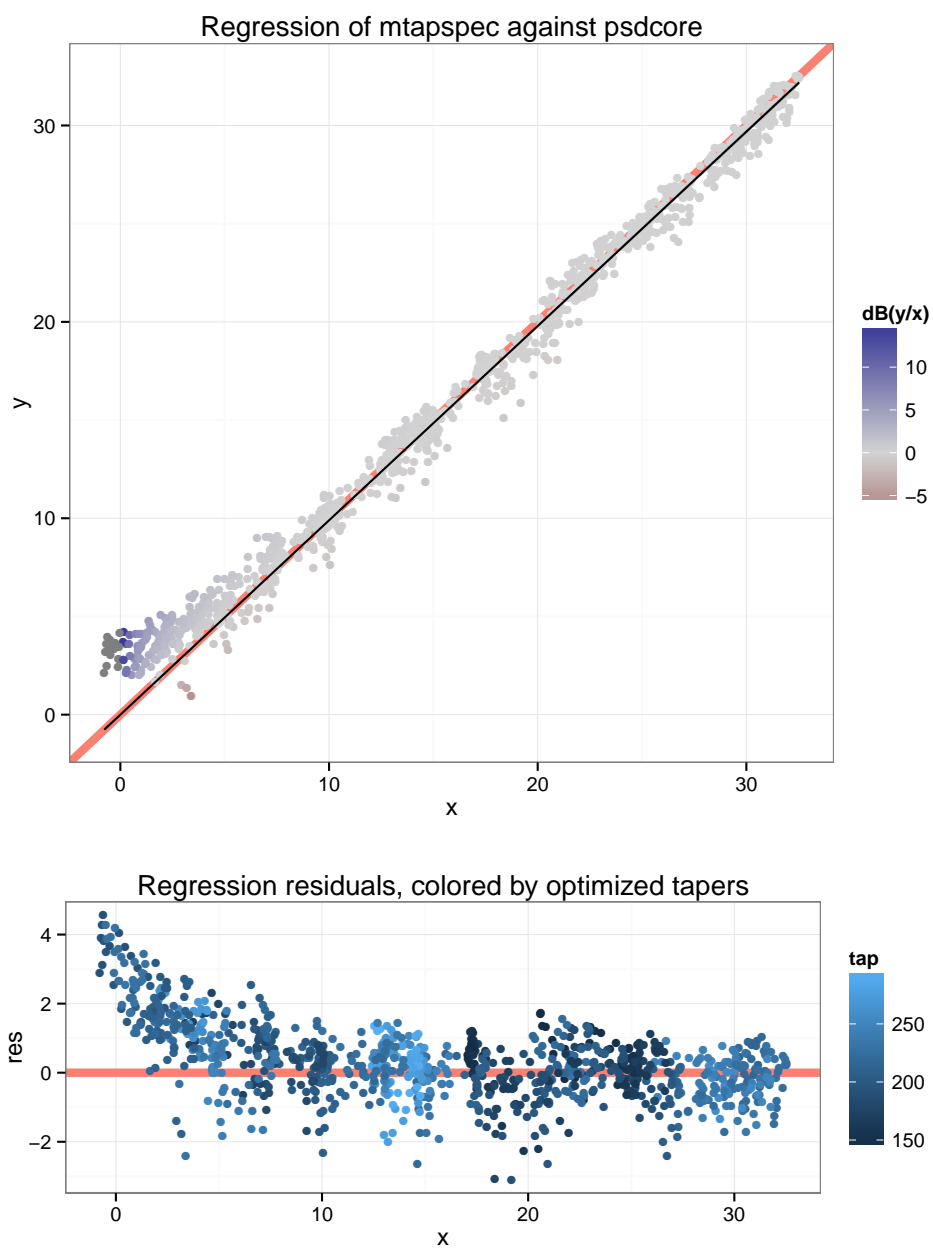 Regression of mtapspec against psdcore
30
20
10
0
y
0 10 20 30
x
dB(y/x)
10
5
0
−5
Regression residuals, colored by optimized tapers
4
2
0
−2
res
0 10 20 30
x
tap
250
200
150